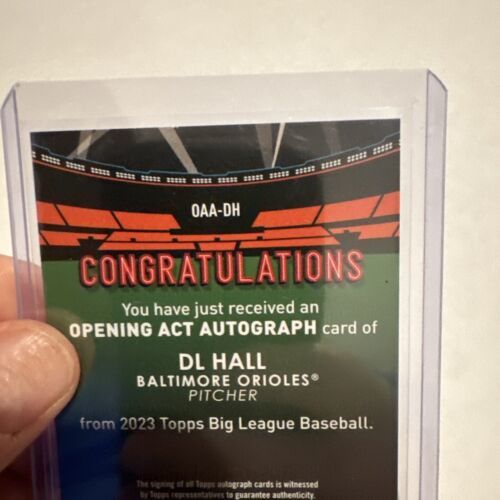 OAA-DH
CONGRATULATIONS
You have just received an
OPENING ACT AUTOGRAPH card of
DL HALL
BALTIMORE ORIOLES®
PITCHER
from 2023 Topps Big League Baseball.
The signing of all Topps autograph cards is witnessed
by Topps representatives to guarantee authenticity.